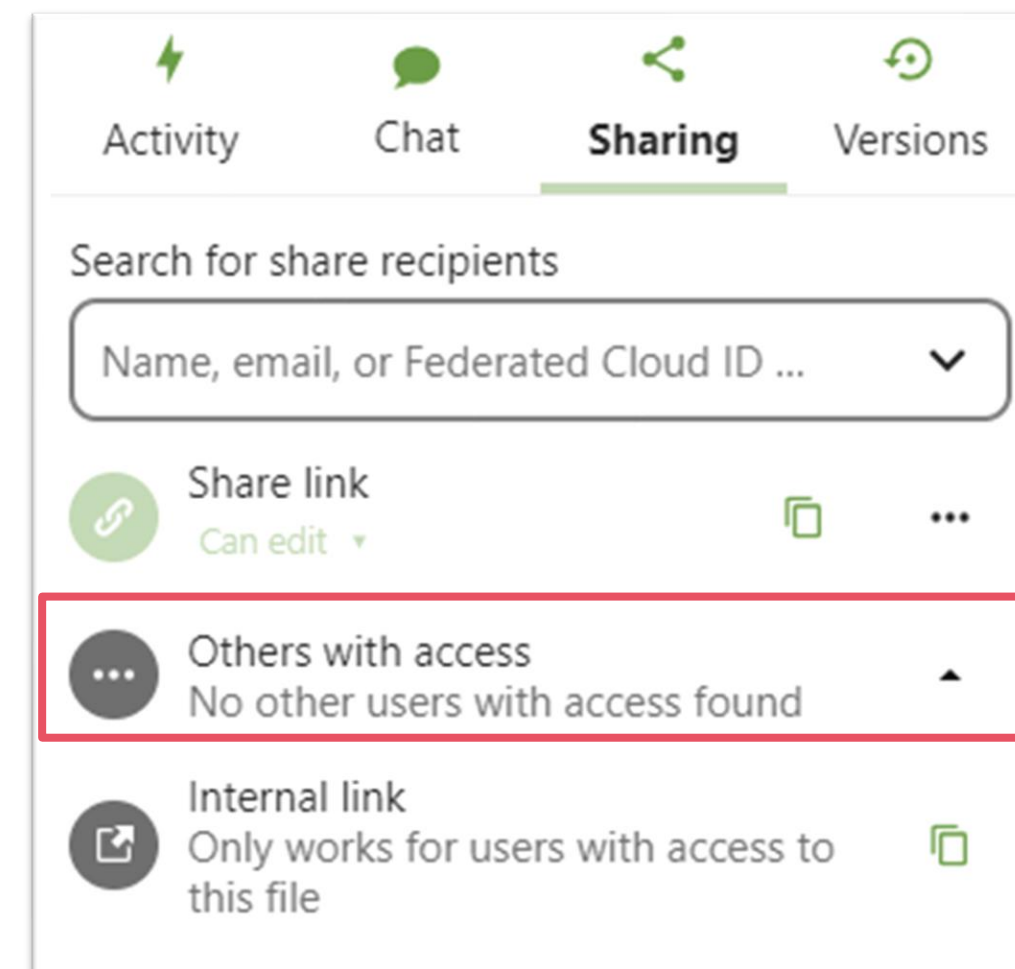 Activity
Chat
Sharing
Versions
Search for share recipients
Name, email, or Federated Cloud ID ...
Share link
Can edit
Others with access
No other users with access found
Internal link
Only works for users with access to
this file